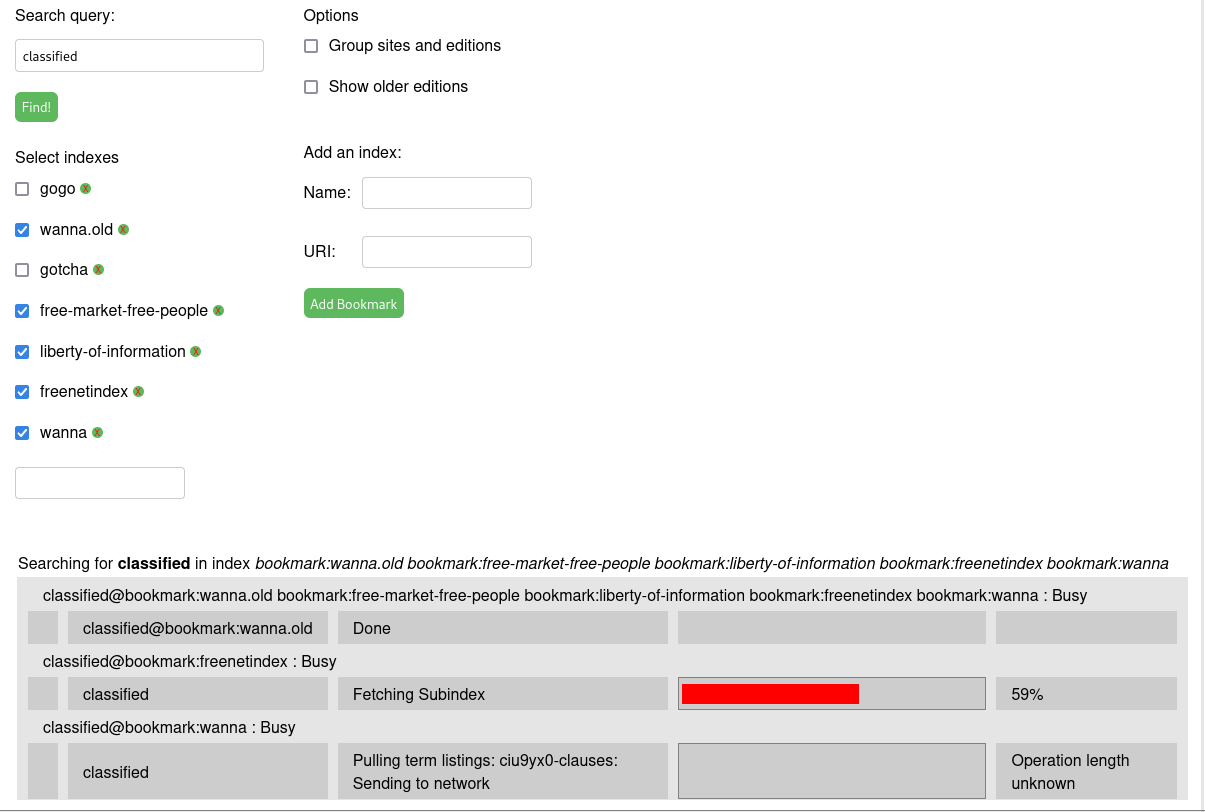 Search query:
Options
classified
Group sites and editions
Show older editions
Find!
Select indexes
Add an index:
gogo X
Name:
wanna.old X
URI:
gotcha X
Add Bookmark
free-market-free-people X
liberty-of-information X
freenetindex X
wanna X
Searching for classified in index bookmark:wanna.old bookmark:free-market-free-people bookmark:liberty-of-information bookmark:freenetindex bookmark:wanna
classified@bookmark:wanna.old bookmark:free-market-free-people bookmark:liberty-of-information bookmark:freenetindex bookmark:wanna : Busy
classified@bookmark:wanna.old Done
classified@bookmark:freenetindex : Busy
classified Fetching Subindex 59%
classified@bookmark:wanna : Busy
classified
Pulling term listings: ciu9yx0-clauses:
Sending to network
Operation length
unknown